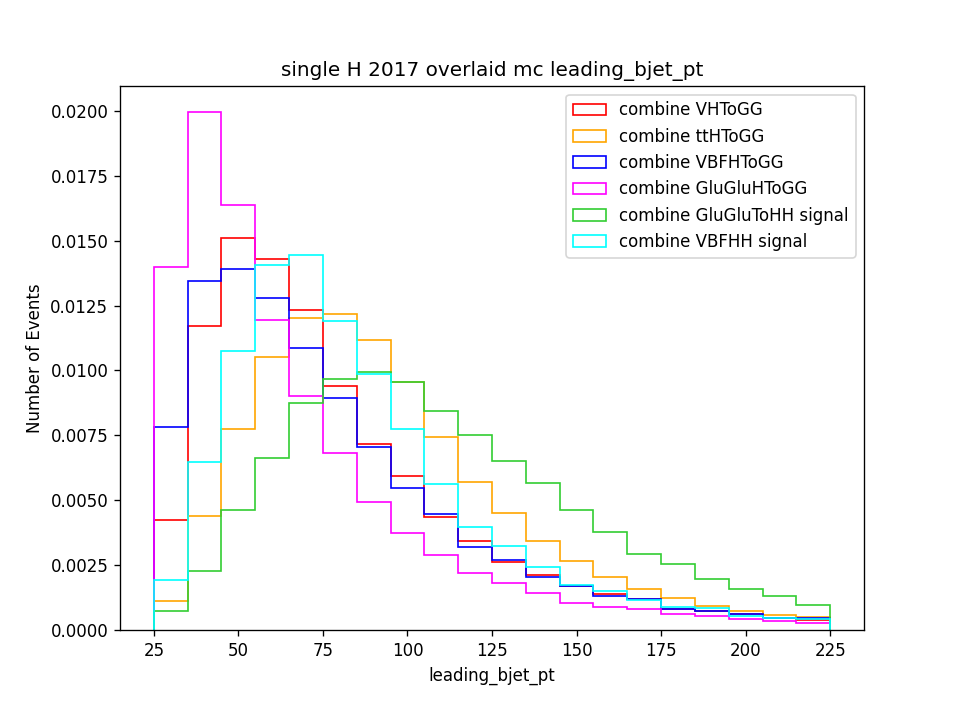 single H 2017 overlaid mc leading_bjet_pt
combine VHToGG
combine ttHToGG
combine VBFHToGG
combine GluGluHToGG
combine GluGluToHH signal
combine VBFHH signal
Number of Events
0.0200
0.0175
0.0150
0.0125
0.0100
0.0075
0.0050
0.0025
0.0000
25 50 75 100 125 150 175 200 225
leading_bjet_pt